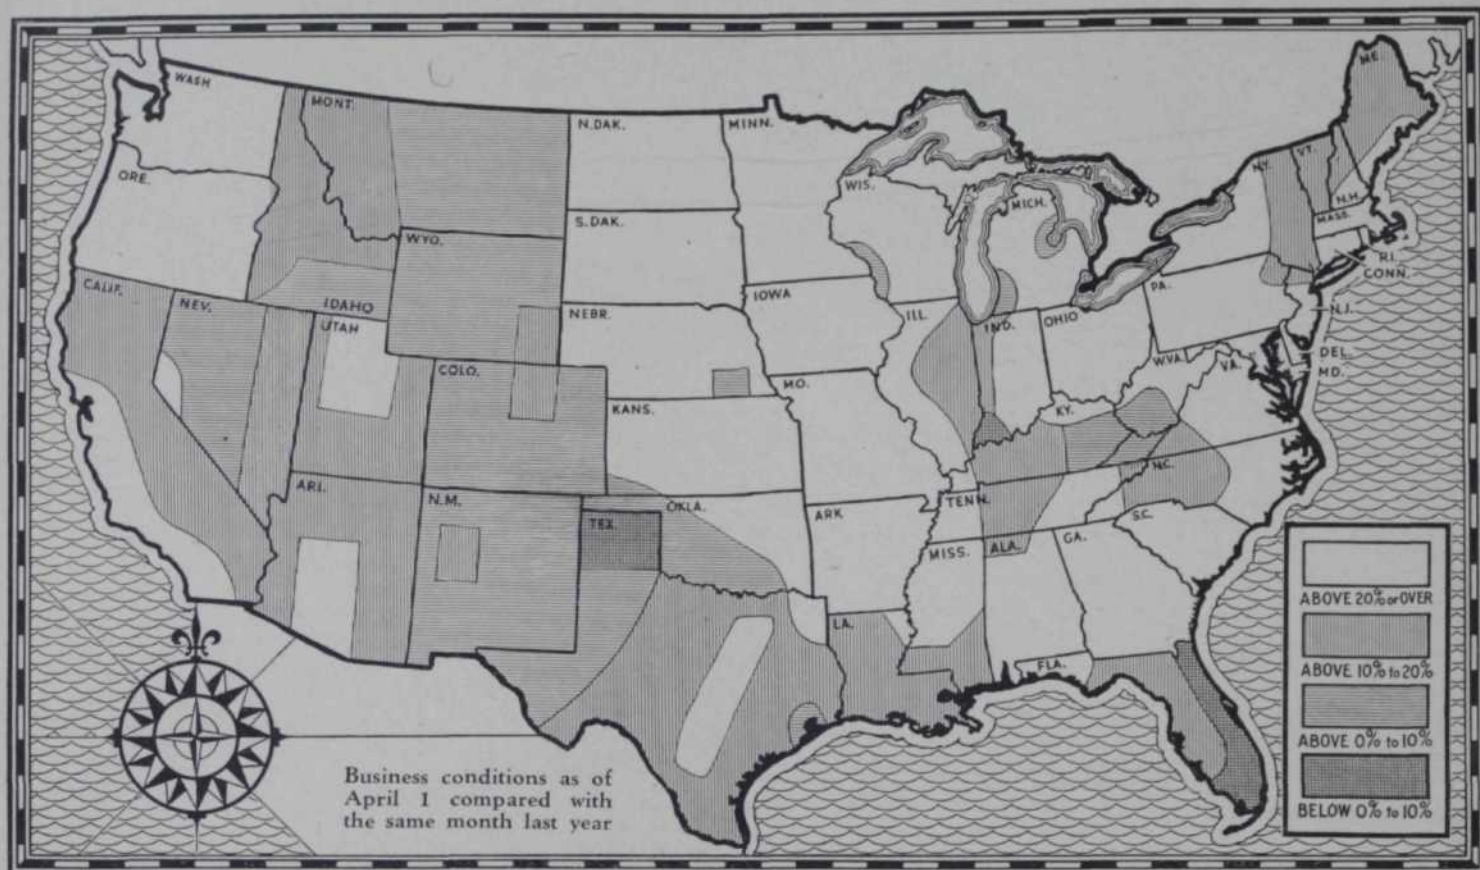 WASH
MONT.
N.DAK.
MINN.
ME.
ORE.
WIS.
MICH.
N.Y.
VT.
N.H.
S.DAK.
MASS.
WYO.
R.I.
CONN.
CALIF.
NEV.
IDAHO
UTAH
NEBR.
IOWA
ILL.
IND.
OHIO
PA.
N.J.
COLO.
KANS.
MO.
KY.
W.VA.
VA.
DEL.
MD.
ARI.
N.M.
OKLA.
TEX.
ARK
TENN.
N.C.
S.C.
MISS.
ALA.
GA.
LA.
FLA.
ABOVE 20% or OVER
ABOVE 10% to 20%
ABOVE 0% to 10%
BELOW 0% to 10%
Business conditions as of
April 1 compared with
the same month last year